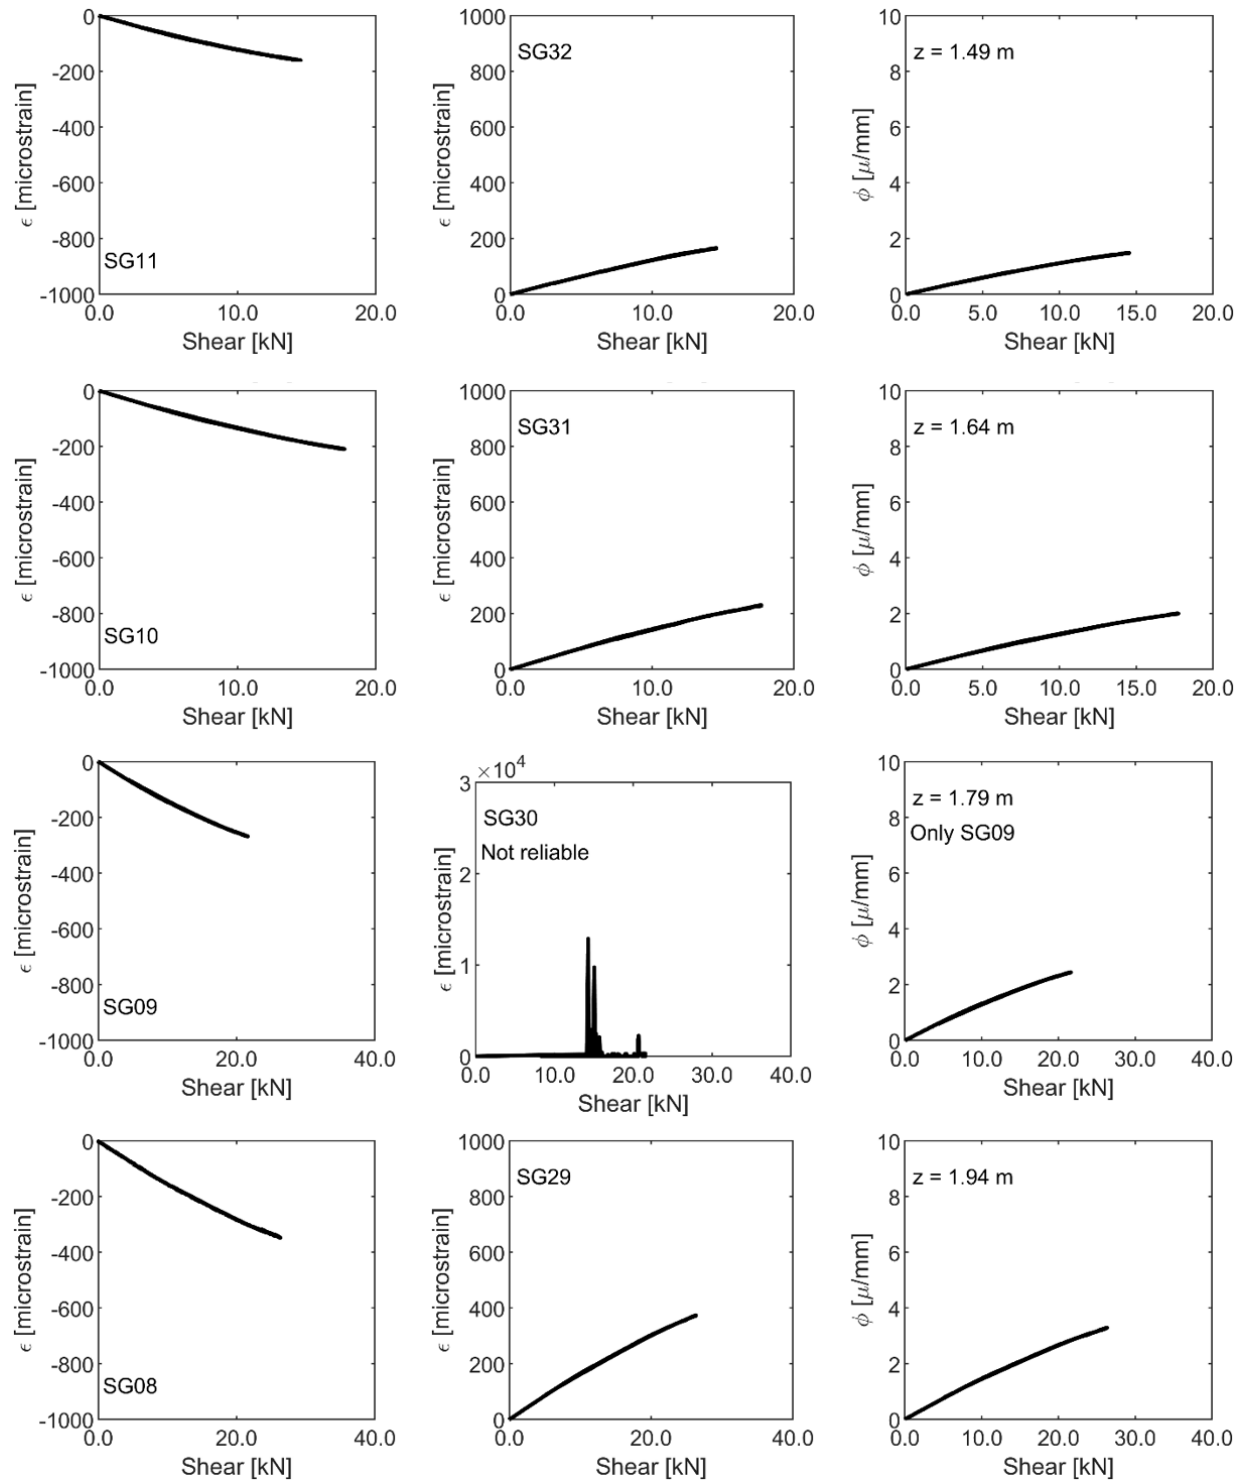 0
-200
-400
-600
-800
-1000
ϵ [microstrain]
SG11
0.0 10.0 20.0
Shear [kN]
1000
800
600
400
200
0
ϵ [microstrain]
SG32
0.0 10.0 20.0
Shear [kN]
10
8
6
4
2
0
ϕ [μ/mm]
z = 1.49 m
0.0 5.0 10.0 15.0 20.0
Shear [kN]
0
-200
-400
-600
-800
-1000
ϵ [microstrain]
SG10
0.0 10.0 20.0
Shear [kN]
1000
800
600
400
200
0
ϵ [microstrain]
SG31
0.0 10.0 20.0
Shear [kN]
10
8
6
4
2
0
ϕ [μ/mm]
z = 1.64 m
0.0 5.0 10.0 15.0 20.0
Shear [kN]
0
-200
-400
-600
-800
-1000
ϵ [microstrain]
SG09
0.0 20.0 40.0
Shear [kN]
×10⁴
3
2
1
0
ϵ [microstrain]
SG30
Not reliable
0.0 10.0 20.0 30.0 40.0
Shear [kN]
10
8
6
4
2
0
ϕ [μ/mm]
z = 1.79 m
Only SG09
0.0 10.0 20.0 30.0 40.0
Shear [kN]
0
-200
-400
-600
-800
-1000
ϵ [microstrain]
SG08
0.0 20.0 40.0
Shear [kN]
1000
800
600
400
200
0
ϵ [microstrain]
SG29
0.0 20.0 40.0
Shear [kN]
10
8
6
4
2
0
ϕ [μ/mm]
z = 1.94 m
0.0 10.0 20.0 30.0 40.0
Shear [kN]